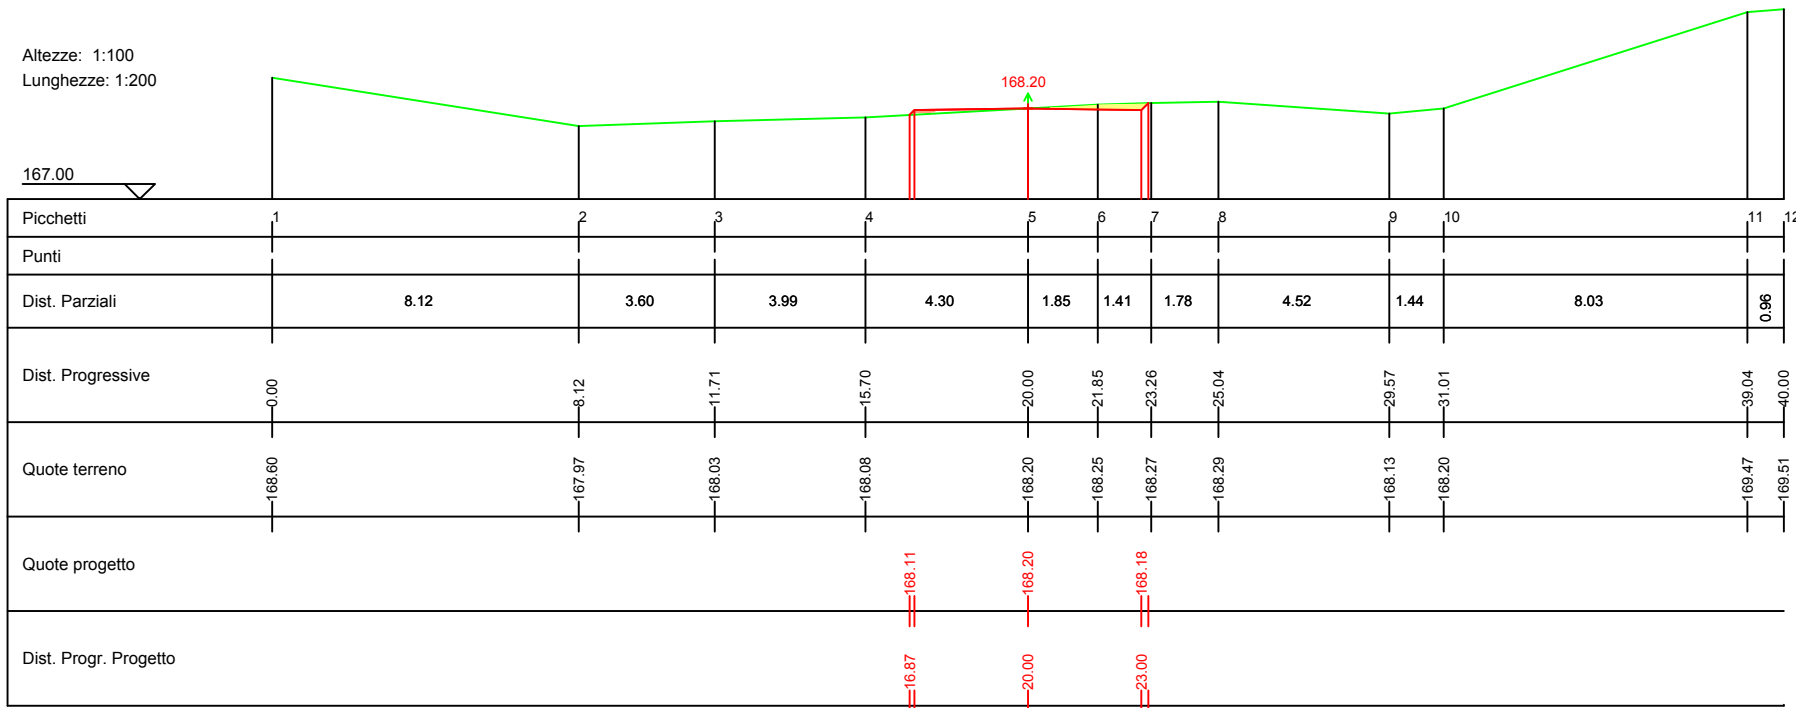 Altezze: 1:100
Lunghezze: 1:200
168.20
167.00
Picchetti 1 2 3 4 5 6 7 8 9 10 11 12
Punti
Dist. Parziali 8.12 3.60 3.99 4.30 1.85 1.41 1.78 4.52 1.44 8.03 0.96
Dist. Progressive 0.00 8.12 11.71 15.70 20.00 21.85 23.26 25.04 29.57 31.01 39.04 40.00
Quote terreno 168.60 167.97 168.03 168.08 168.20 168.25 168.27 168.29 168.13 168.20 169.47 169.51
Quote progetto 168.11 168.20 168.18
Dist. Progr. Progetto 16.87 20.00 23.00